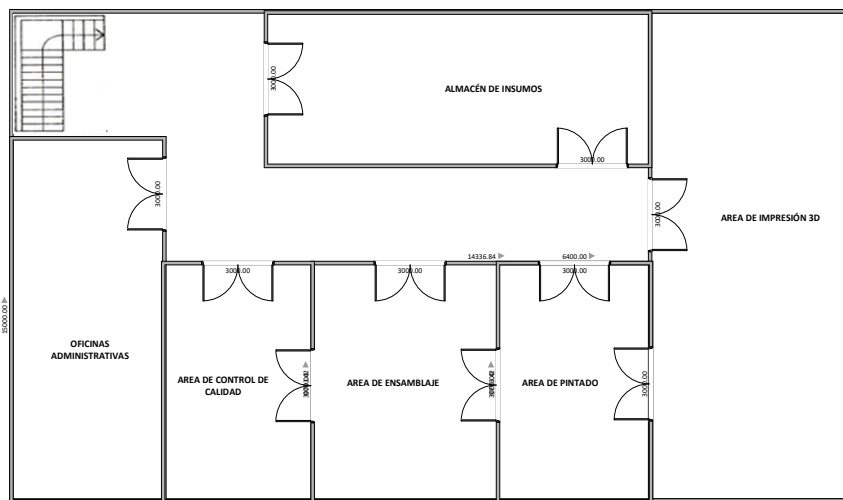 3000.00
ALMACÉN DE INSUMOS
3000.00
3000.00
3000.00
AREA DE IMPRESIÓN 3D
14336.84
6400.00
3000.00
3000.00
3000.00
15000.00
OFICINAS
ADMINISTRATIVAS
AREA DE CONTROL DE
CALIDAD
AREA DE ENSAMBLAJE
AREA DE PINTADO
3000.00